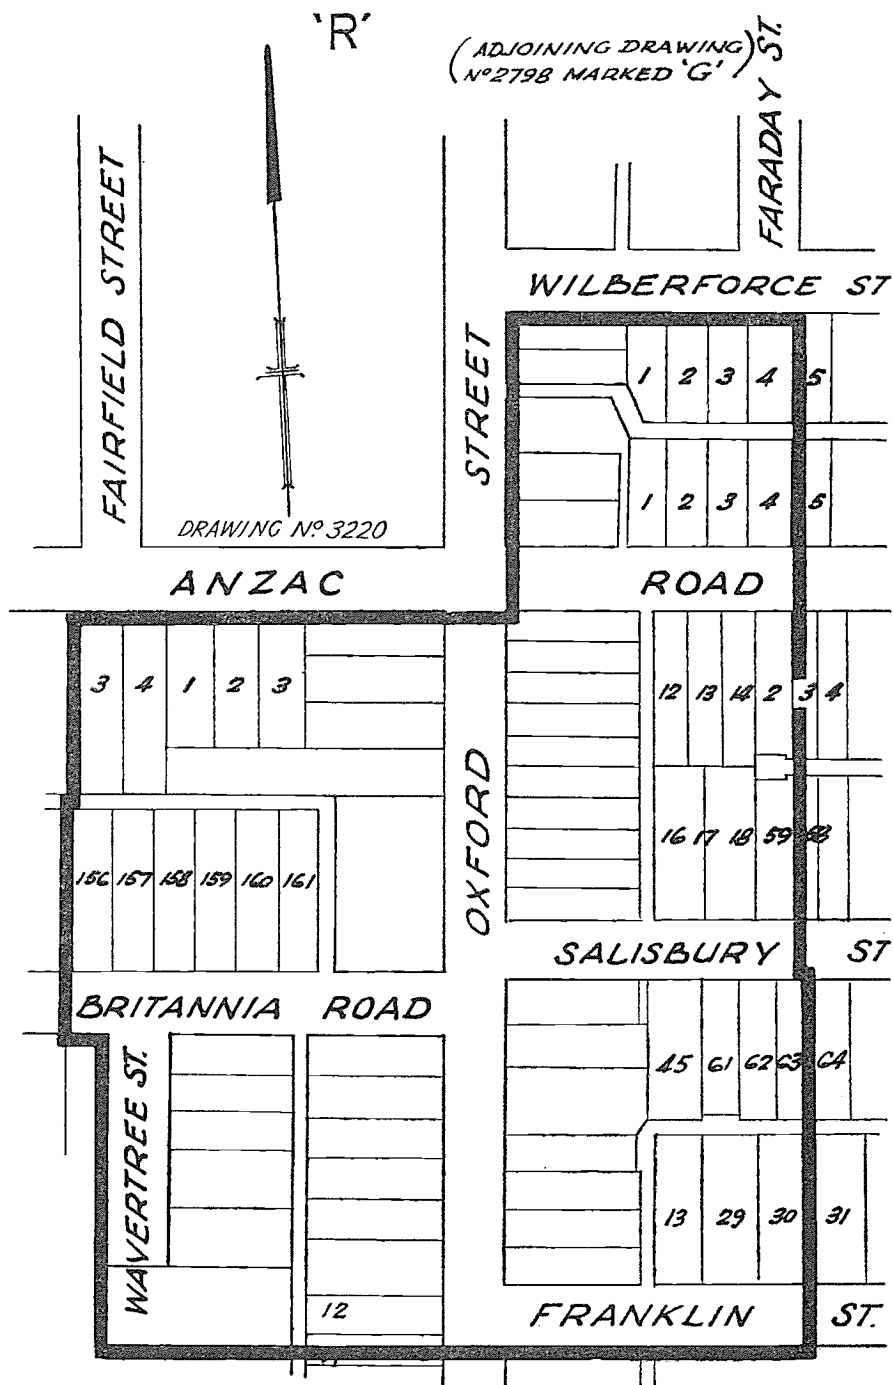 'R'
(ADJOINING DRAWING
Nº2798 MARKED 'G')
FARADAY ST.
FAIRFIELD STREET
WILBERFORCE ST
STREET
1 2 3 4 5
1 2 3 4 5
DRAWING Nº 3220
ANZAC ROAD
3 4 1 2 3
12 13 14 2 3 4
OXFORD
16 17 18 59 58
156 157 158 159 160 161
SALISBURY ST
BRITANNIA ROAD
WAVERTREE ST.
45 61 62 63 64
13 29 30 31
12
FRANKLIN ST.